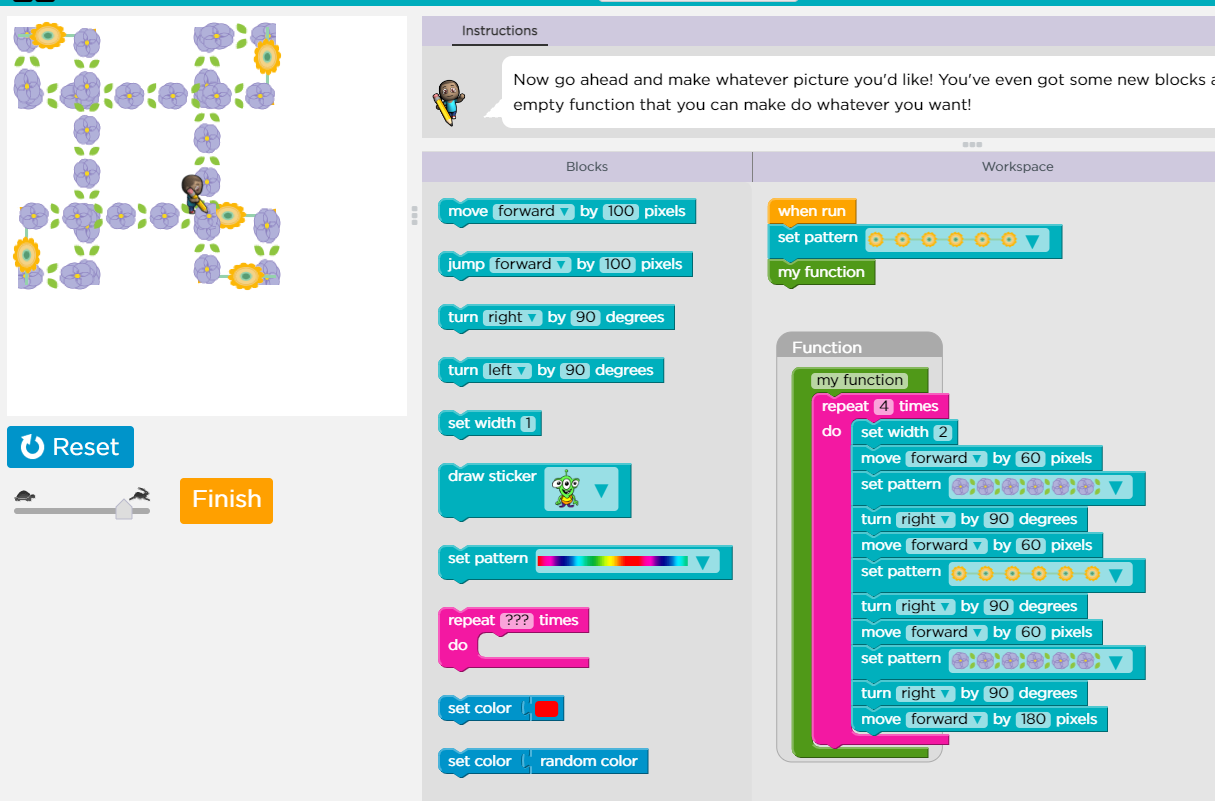 Instructions
Now go ahead and make whatever picture you'd like! You've even got some new blocks a
empty function that you can make do whatever you want!
Blocks
Workspace
move forward by 100 pixels
jump forward by 100 pixels
turn right by 90 degrees
turn left by 90 degrees
set width 1
draw sticker
set pattern
repeat ??? times
do
set color
set color random color
when run
set pattern
my function
Function
my function
repeat 4 times
do
set width 2
move forward by 60 pixels
set pattern
turn right by 90 degrees
move forward by 60 pixels
set pattern
turn right by 90 degrees
move forward by 60 pixels
set pattern
turn right by 90 degrees
move forward by 180 pixels
Reset
Finish